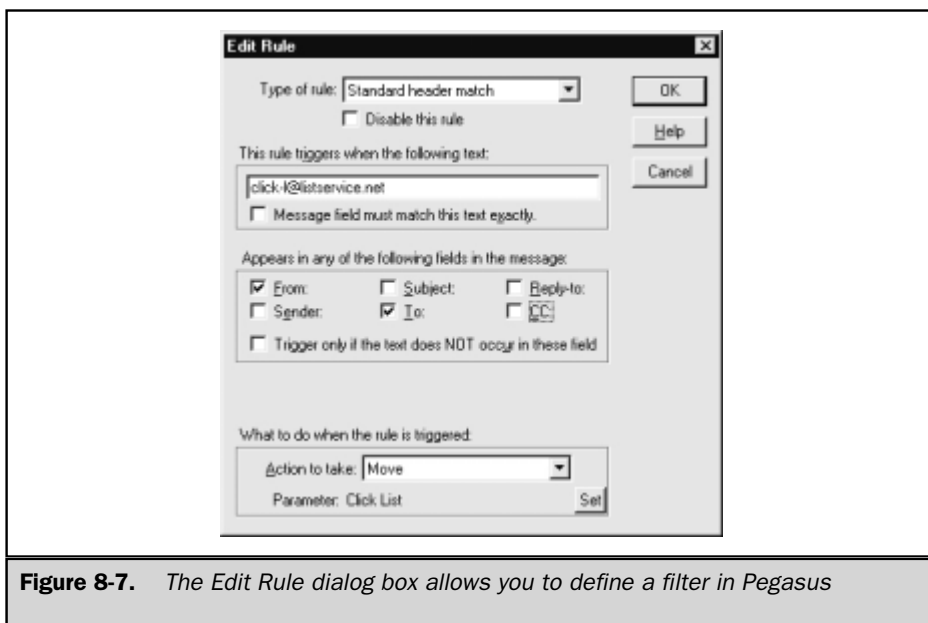 Edit Rule
Type of rule: Standard header match
OK
Disable this rule
Help
This rule triggers when the following text:
Cancel
click-l@listservice.net
Message field must match this text exactly.
Appears in any of the following fields in the message:
From: Subject: Reply-to:
Sender: To: CC:
Trigger only if the text does NOT occur in these field
What to do when the rule is triggered:
Action to take: Move
Parameter: Click List Set
Figure 8-7. The Edit Rule dialog box allows you to define a filter in Pegasus